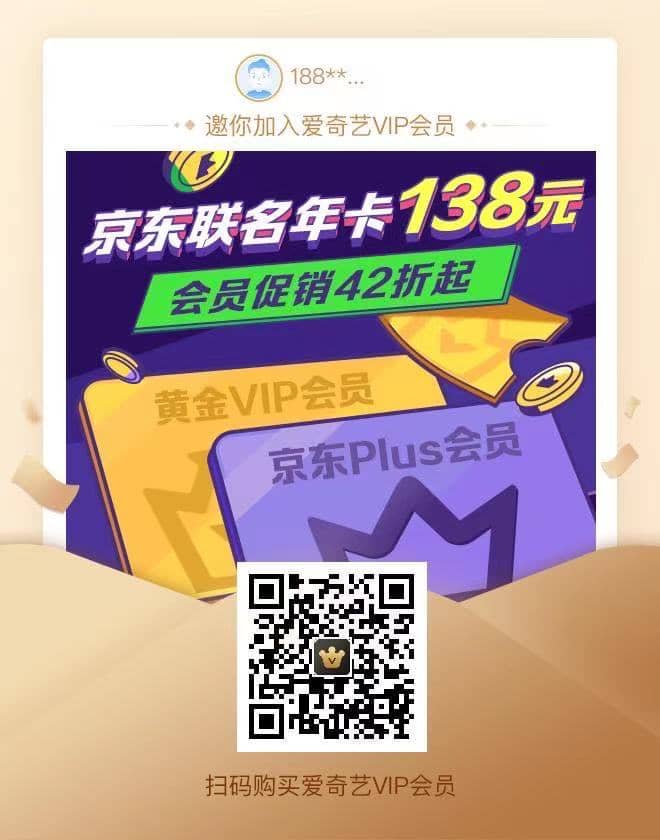 188**...
邀你加入爱奇艺VIP会员
京东联名年卡138元
会员促销42折起
黄金VIP会员
京东Plus会员
V
扫码购买爱奇艺VIP会员